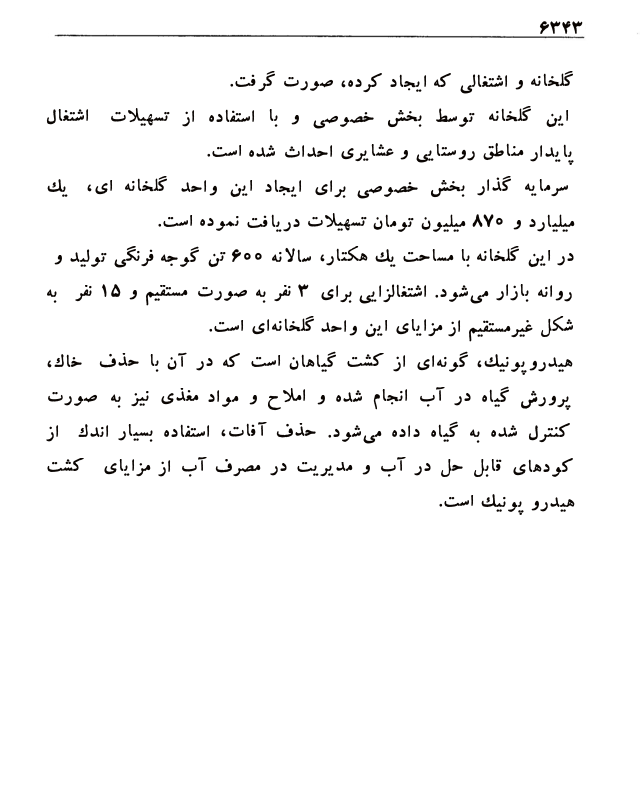 ۶۳۴۳
گلخانه و اشتغالی که ایجاد کرده، صورت گرفت.
این گلخانه توسط بخش خصوصی و با استفاده از تسهیلات اشتغال
پایدار مناطق روستایی و عشایری احداث شده است.
سرمایه گذار بخش خصوصی برای ایجاد این واحد گلخانه ای، یك
میلیارد و ۸۷۰ میلیون تومان تسهیلات دریافت نموده است.
در این گلخانه با مساحت یك هکتار، سالانه ۶۰۰ تن گوجه فرنگی تولید و
روانه بازار می‌شود. اشتغالزایی برای ۳ نفر به صورت مستقیم و ۱۵ نفر به
شکل غیرمستقیم از مزایای این واحد گلخانه‌ای است.
هیدروپونیك، گونه‌ای از کشت گیاهان است که در آن با حذف خاك،
پرورش گیاه در آب انجام شده و املاح و مواد مغذی نیز به صورت
کنترل شده به گیاه داده می‌شود. حذف آفات، استفاده بسیار اندك از
کودهای قابل حل در آب و مدیریت در مصرف آب از مزایای کشت
هیدرو پونیك است.